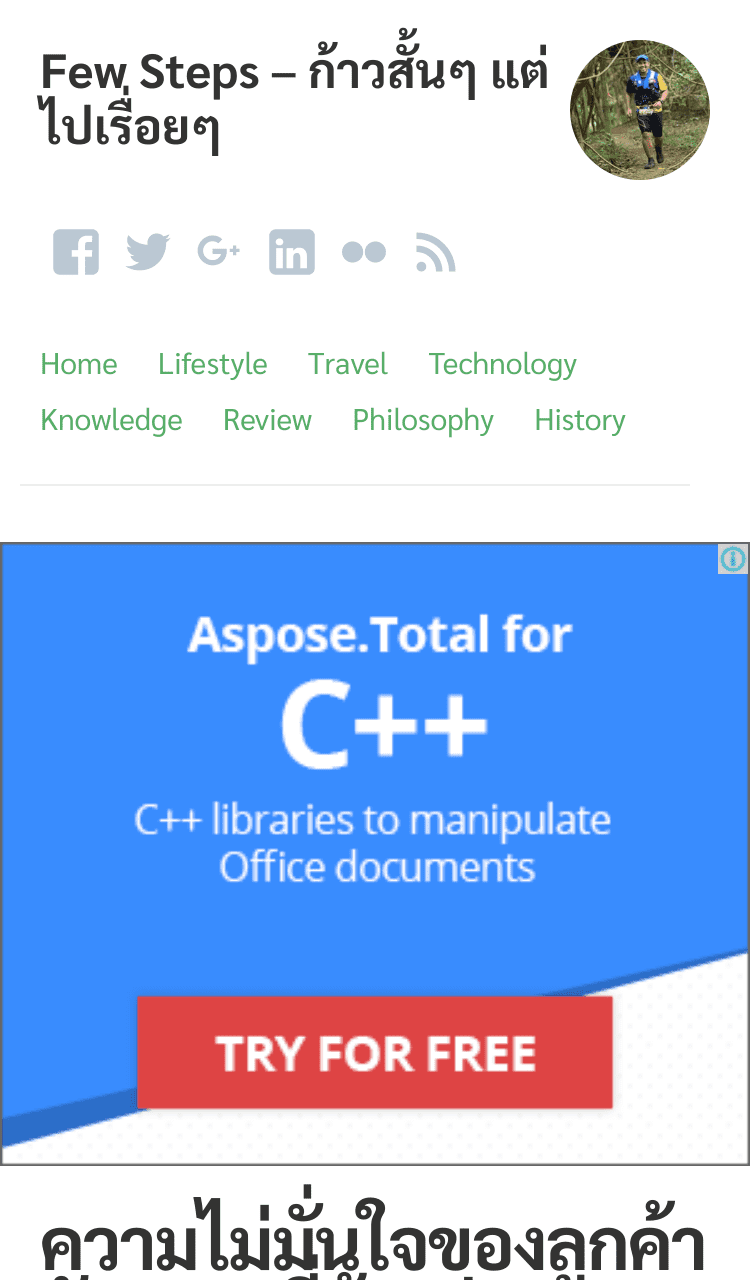 Few Steps – ก้าวสั้นๆ แต่
ไปเรื่อยๆ
Home Lifestyle Travel Technology
Knowledge Review Philosophy History
Aspose.Total for
C++
C++ libraries to manipulate
Office documents
TRY FOR FREE
ความไม่มั่นใจของลูกค้า